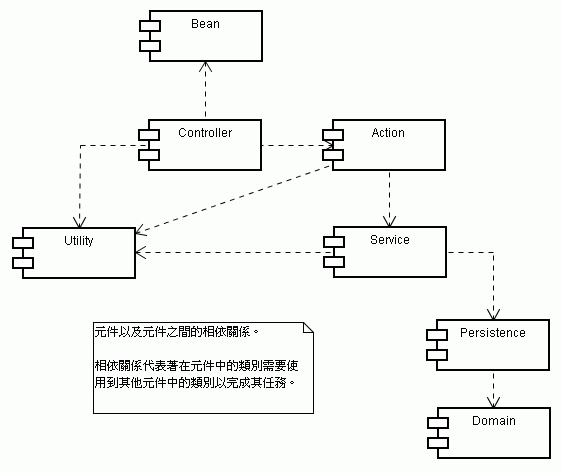 Bean
Controller
Action
Utility
Service
Persistence
Domain
元件以及元件之間的相依關係。
相依關係代表著在元件中的類別需要使
用到其他元件中的類別以完成其任務。